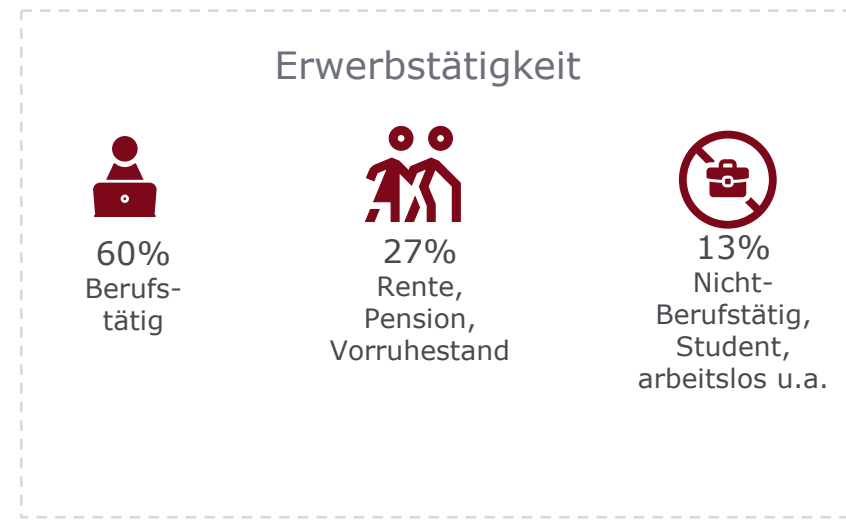 Erwerbstätigkeit
60%
Berufs-
tätig
27%
Rente,
Pension,
Vorruhestand
13%
Nicht-
Berufstätig,
Student,
arbeitslos u.a.